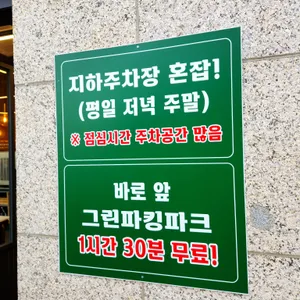 지하주차장 혼잡!
(평일 저녁 주말)
※ 점심시간 주차공간 많음
바로 앞
그린파킹파크
1시간 30분 무료!